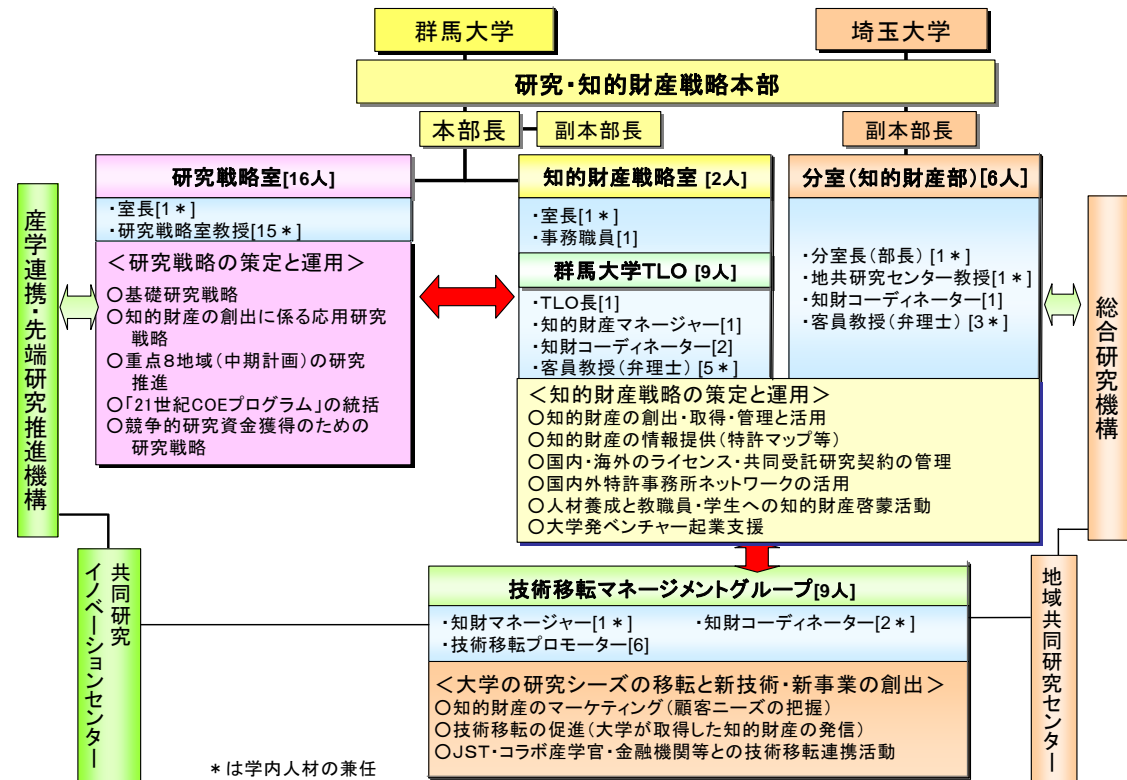 群馬大学
埼玉大学
研究・知的財産戦略本部
本部長
副本部長
副本部長
研究戦略室[16人]
・室長[1＊]
・研究戦略室教授[15＊]
＜研究戦略の策定と運用＞
○基礎研究戦略
○知的財産の創出に係る応用研究
戦略
○重点８地域（中期計画）の研究
推進
○「21世紀COEプログラム」の統括
○競争的研究資金獲得のための
研究戦略
知的財産戦略室[2人]
・室長[1＊]
・事務職員[1]
群馬大学TLO[9人]
・TLO長[1]
・知的財産マネージャー[1]
・知財コーディネーター[2]
・客員教授（弁理士）[5＊]
分室（知的財産部）[6人]
・分室長（部長）[1＊]
・地共研究センター教授[1＊]
・知財コーディネーター[1]
・客員教授（弁理士）[3＊]
＜知的財産戦略の策定と運用＞
○知的財産の創出・取得・管理と活用
○知的財産の情報提供（特許マップ等）
○国内・海外のライセンス・共同受託研究契約の管理
○国内外特許事務所ネットワークの活用
○人材養成と教職員・学生への知的財産啓蒙活動
○大学発ベンチャー起業支援
産学連携・先端研究推進機構
総合研究機構
共同研究
イノベーションセンター
地域共同研究センター
技術移転マネージメントグループ[9人]
・知財マネージャー[1＊]　・知財コーディネーター[2＊]
・技術移転プロモーター[6]
＜大学の研究シーズの移転と新技術・新事業の創出＞
○知的財産のマーケティング（顧客ニーズの把握）
○技術移転の促進（大学が取得した知的財産の発信）
○JST・コラボ産学官・金融機関等との技術移転連携活動
＊は学内人材の兼任